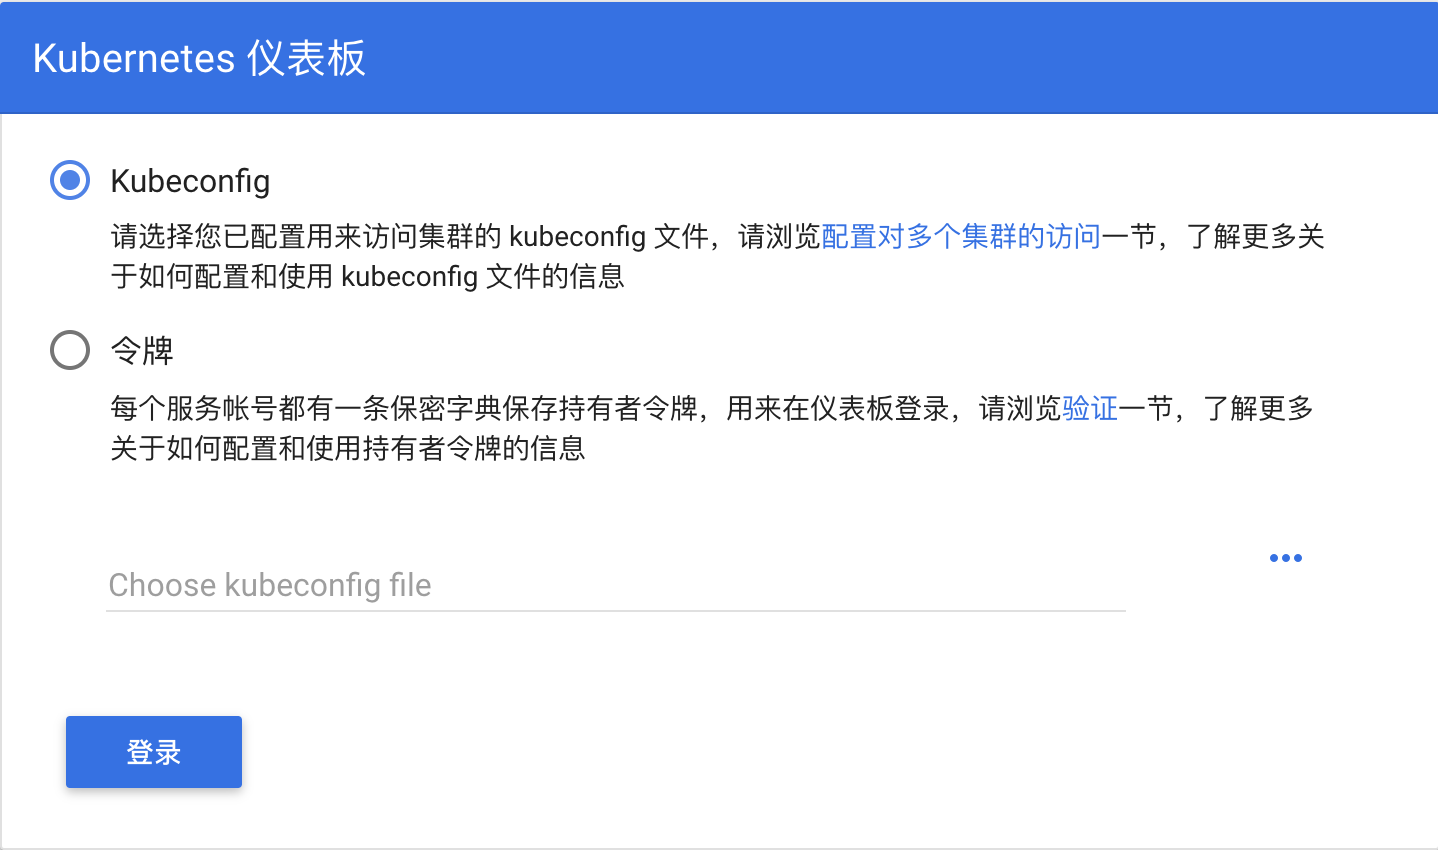 Kubernetes 仪表板
Kubeconfig
请选择您已配置用来访问集群的 kubeconfig 文件，请浏览配置对多个集群的访问一节，了解更多关
于如何配置和使用 kubeconfig 文件的信息
令牌
每个服务帐号都有一条保密字典保存持有者令牌，用来在仪表板登录，请浏览验证一节，了解更多
关于如何配置和使用持有者令牌的信息
Choose kubeconfig file
登录